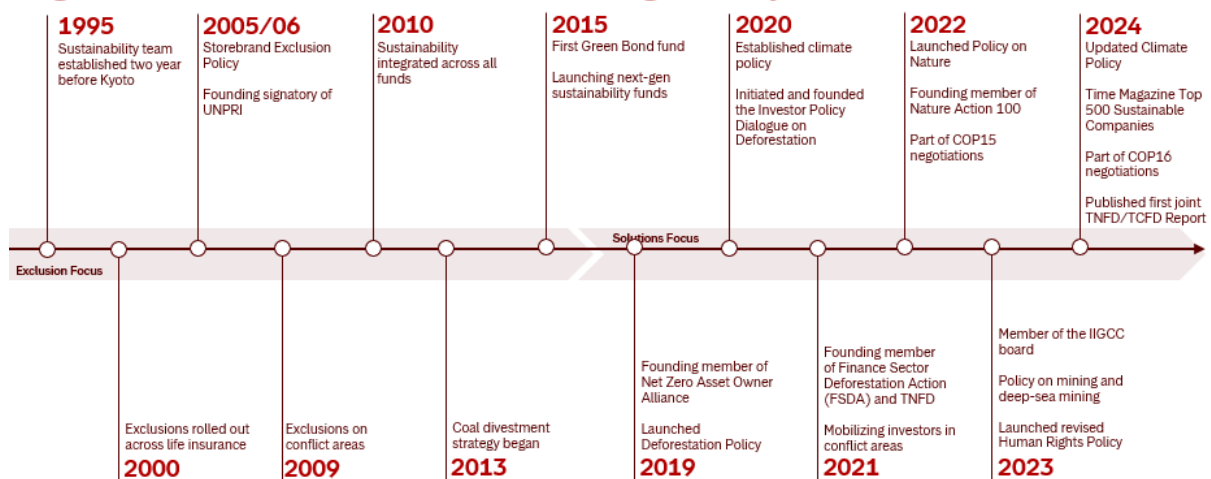 1995
Sustainability team
established two year
before Kyoto
2005/06
Storebrand Exclusion
Policy
Founding signatory of
UNPRI
2010
Sustainability
integrated across all
funds
2015
First Green Bond fund
Launching next-gen
sustainability funds
2020
Established climate
policy
Initiated and founded
the Investor Policy
Dialogue on
Deforestation
2022
Launched Policy on
Nature
Founding member of
Nature Action 100
Part of COP15
negotiations
2024
Updated Climate
Policy
Time Magazine Top
500 Sustainable
Companies
Part of COP16
negotiations
Published first joint
TNFD/TCFD Report
Exclusion Focus
Solutions Focus
Exclusions rolled out
across life insurance
2000
Exclusions on
conflict areas
2009
Coal divestment
strategy began
2013
Founding member of
Net Zero Asset Owner
Alliance
Launched
Deforestation Policy
2019
Founding member
of Finance Sector
Deforestation Action
(FSDA) and TNFD
Mobilizing investors in
conflict areas
2021
Member of the IIGCC
board
Policy on mining and
deep-sea mining
Launched revised
Human Rights Policy
2023